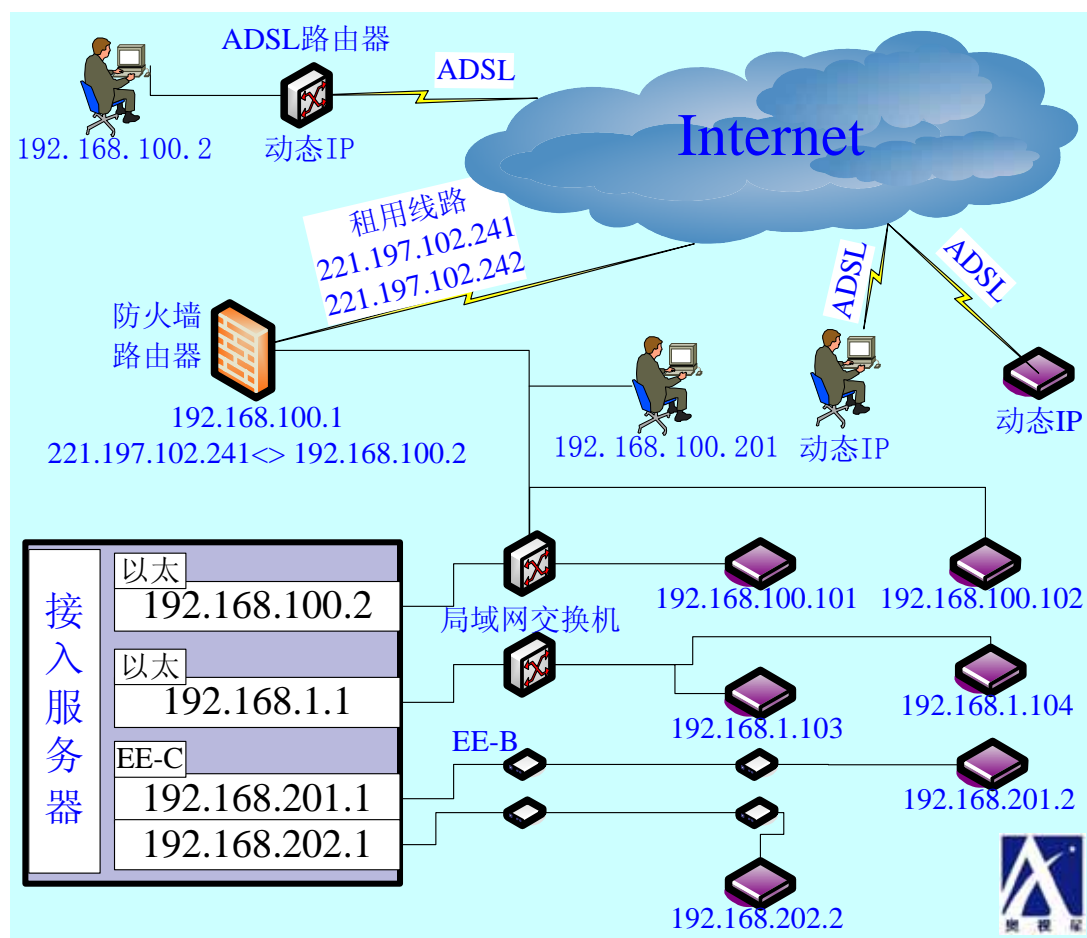 ADSL路由器
ADSL
Internet
192.168.100.2
动态IP
租用线路
221.197.102.241
221.197.102.242
ADSL
ADSL
防火墙
路由器
192.168.100.1
221.197.102.241<> 192.168.100.2
192.168.100.201
动态IP
动态IP
接入服务器
以太
192.168.100.2
局域网交换机
192.168.100.101
192.168.100.102
以太
192.168.1.1
192.168.1.103
192.168.1.104
EE-C
EE-B
192.168.201.1
192.168.201.2
192.168.202.1
192.168.202.2
奥视星